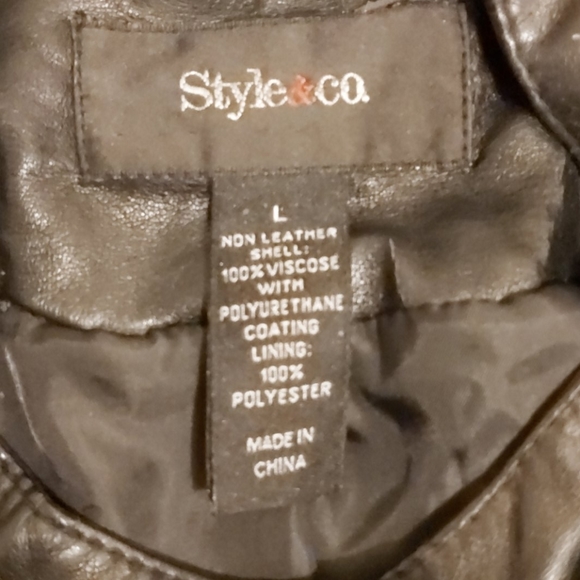 Style&co.
L
NON LEATHER
SHELL:
100% VISCOSE
WITH
POLYURETHANE
COATING
LINING:
100%
POLYESTER
MADE IN
CHINA